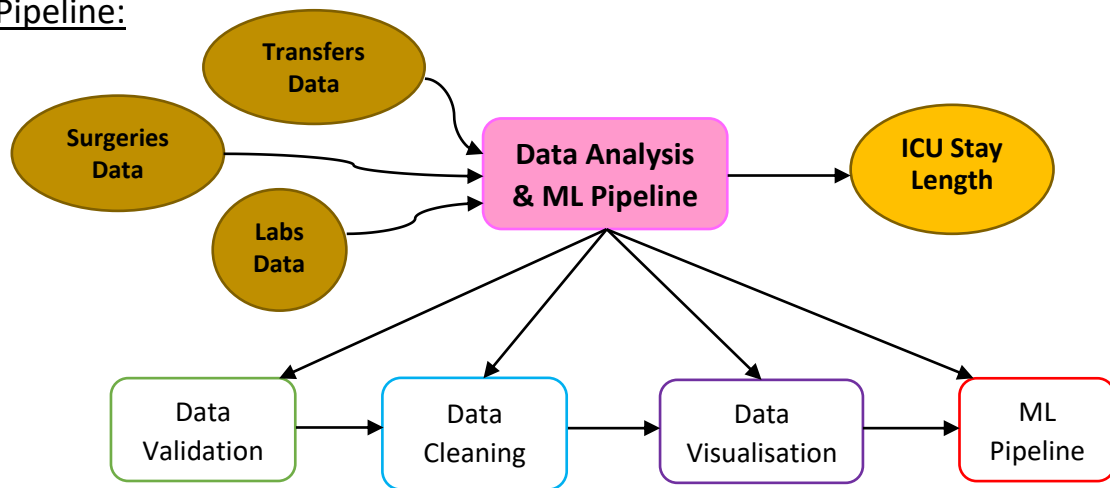 Pipeline:
Transfers
Data
Surgeries
Data
Labs
Data
Data Analysis
& ML Pipeline
ICU Stay
Length
Data
Validation
Data
Cleaning
Data
Visualisation
ML
Pipeline